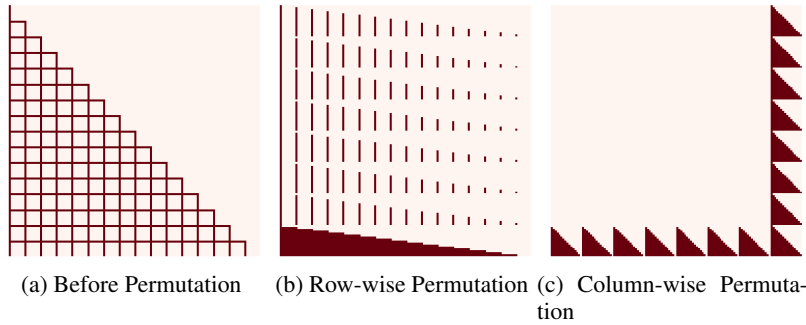 (a) Before Permutation
(b) Row-wise Permutation
(c) Column-wise Permuta-
tion